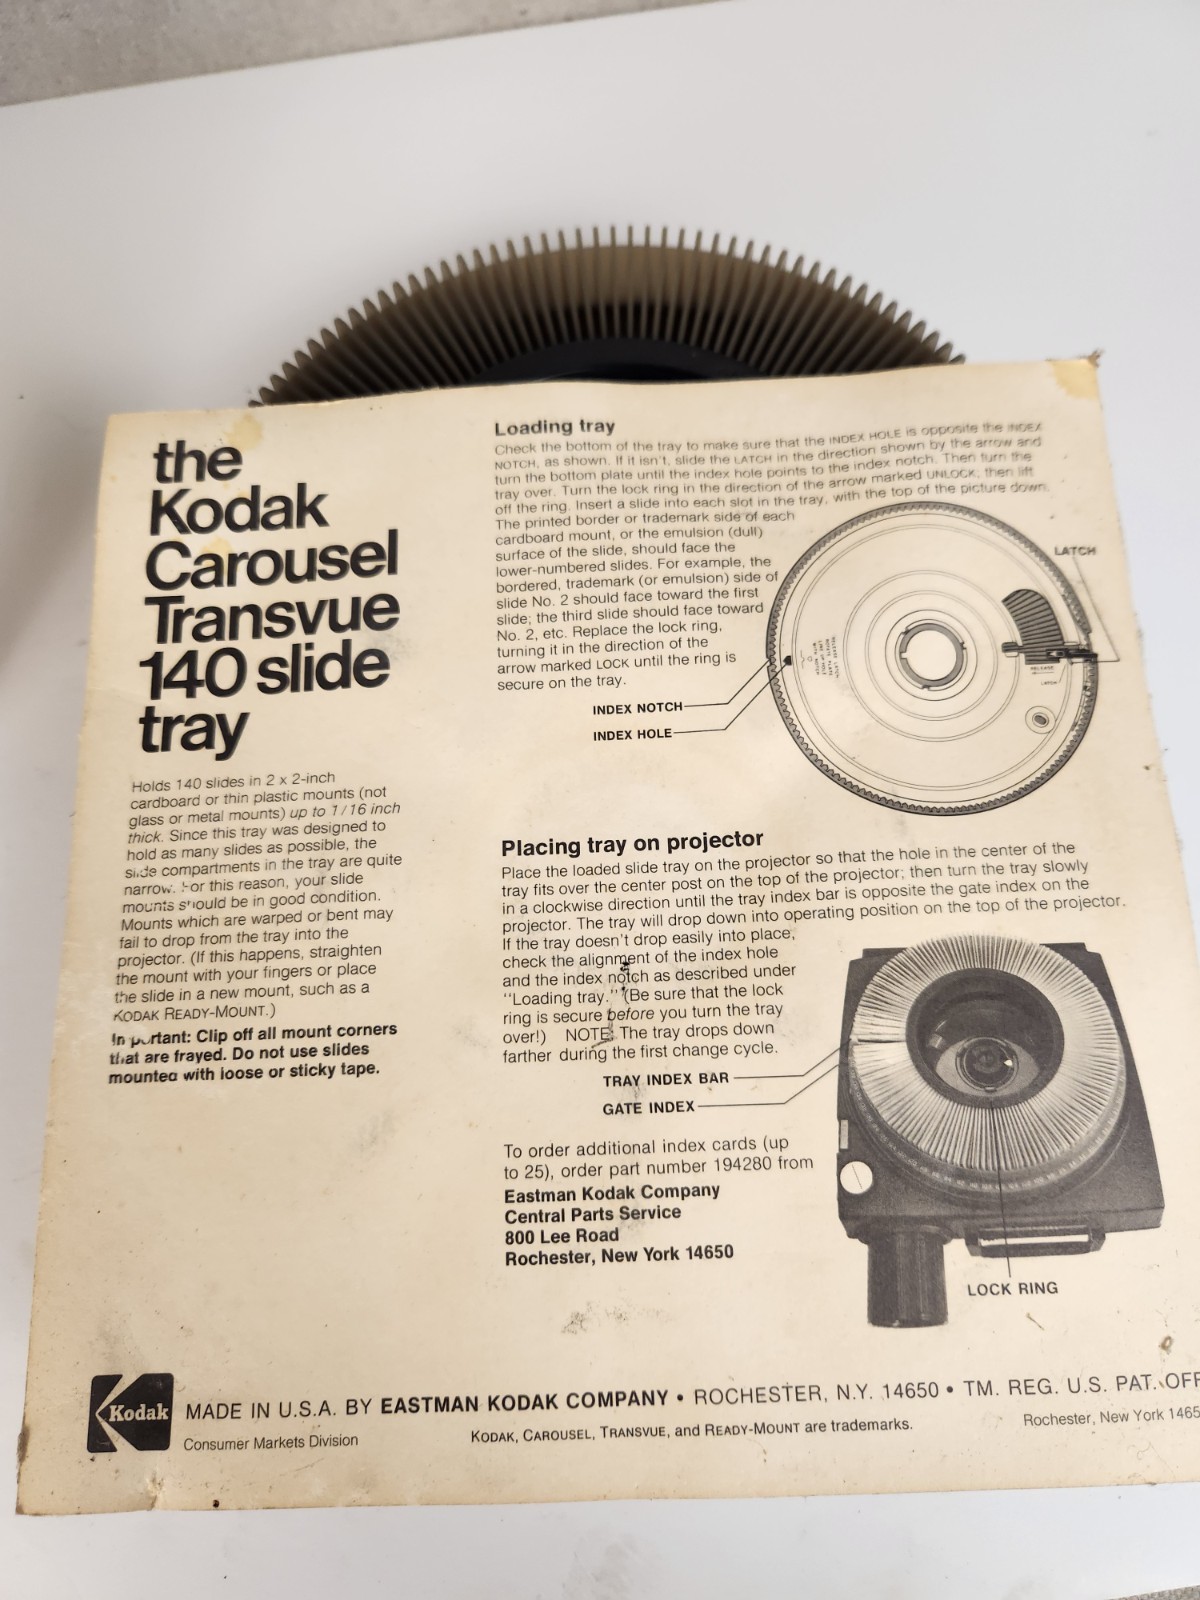 the
Kodak
Carousel
Transvue
140 slide
tray
Holds 140 slides in 2 x 2-inch
cardboard or thin plastic mounts (not
glass or metal mounts) up to 1/16 inch
thick. Since this tray was designed to
hold as many slides as possible, the
slide compartments in the tray are quite
narrow. For this reason, your slide
mounts should be in good condition.
Mounts which are warped or bent may
fail to drop from the tray into the
projector. (If this happens, straighten
the mount with your fingers or place
the slide in a new mount, such as a
KODAK READY-MOUNT.)
Important: Clip off all mount corners
that are frayed. Do not use slides
mounted with loose or sticky tape.
Loading tray
Check the bottom of the tray to make sure that the INDEX HOLE is opposite the INDEX
NOTCH, as shown. If it isn't, slide the LATCH in the direction shown by the arrow and
turn the bottom plate until the index hole points to the index notch. Then turn the
tray over. Turn the lock ring in the direction of the arrow marked UNLOCK, then lift
off the ring. Insert a slide into each slot in the tray, with the top of the picture down.
The printed border or trademark side of each
cardboard mount, or the emulsion (dull)
surface of the slide, should face the
lower-numbered slides. For example, the
bordered, trademark (or emulsion) side of
slide No. 2 should face toward the first
slide; the third slide should face toward
No. 2, etc. Replace the lock ring,
turning it in the direction of the
arrow marked LOCK until the ring is
secure on the tray.
LATCH
RELEASE
LATCH
INDEX NOTCH
INDEX HOLE
Placing tray on projector
Place the loaded slide tray on the projector so that the hole in the center of the
tray fits over the center post on the top of the projector; then turn the tray slowly
in a clockwise direction until the tray index bar is opposite the gate index on the
projector. The tray will drop down into operating position on the top of the projector.
If the tray doesn't drop easily into place,
check the alignment of the index hole
and the index notch as described under
"Loading tray." (Be sure that the lock
ring is secure before you turn the tray
over!) NOTE: The tray drops down
farther during the first change cycle.
TRAY INDEX BAR
GATE INDEX
LOCK RING
To order additional index cards (up
to 25), order part number 194280 from
Eastman Kodak Company
Central Parts Service
800 Lee Road
Rochester, New York 14650
Kodak
MADE IN U.S.A. BY EASTMAN KODAK COMPANY • ROCHESTER, N.Y. 14650 • TM. REG. U.S. PAT. OFF
Consumer Markets Division
KODAK, CAROUSEL, TRANSVUE, and READY-MOUNT are trademarks.
Rochester, New York 1465